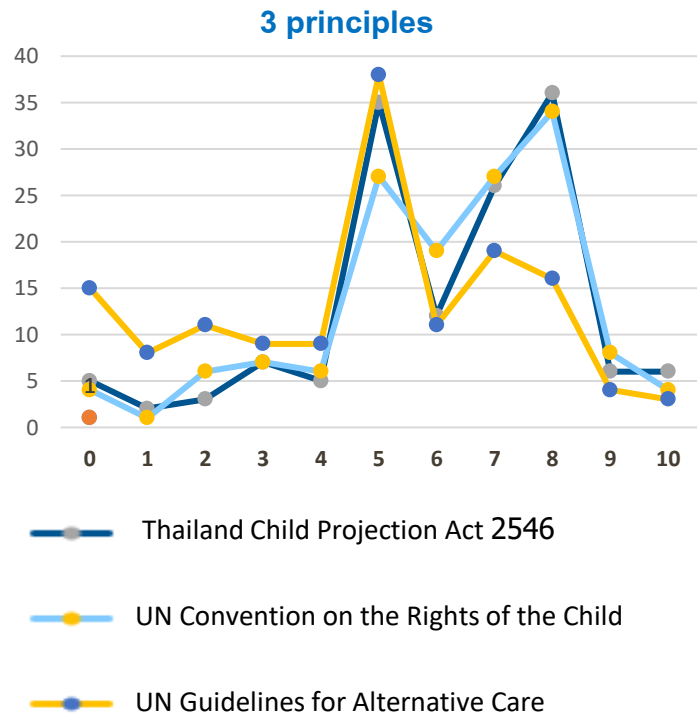 3 principles
40
35
30
25
20
15
10
5
0
1
0 1 2 3 4 5 6 7 8 9 10
Thailand Child Projection Act 2546
UN Convention on the Rights of the Child
UN Guidelines for Alternative Care